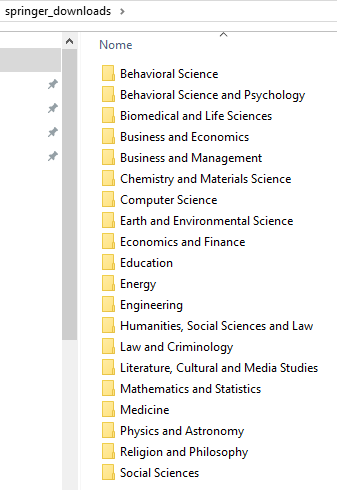 springer_downloads
Nome
Behavioral Science
Behavioral Science and Psychology
Biomedical and Life Sciences
Business and Economics
Business and Management
Chemistry and Materials Science
Computer Science
Earth and Environmental Science
Economics and Finance
Education
Energy
Engineering
Humanities, Social Sciences and Law
Law and Criminology
Literature, Cultural and Media Studies
Mathematics and Statistics
Medicine
Physics and Astronomy
Religion and Philosophy
Social Sciences